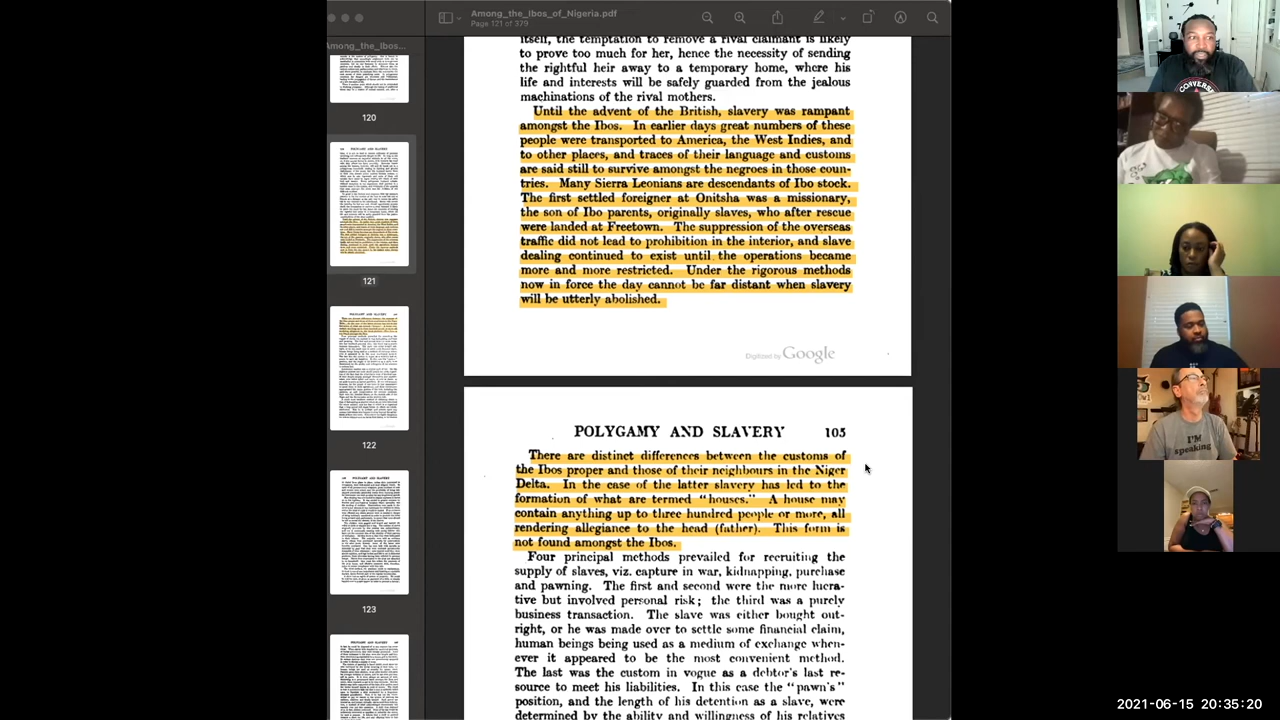 Among_the_Ibos_of_Nigeria.pdf
Page 121 of 379
Among_the_Ibos...
120
121
122
123
itself, the temptation to remove a rival claimant is likely
to prove too much for her, hence the necessity of sending
the rightful heir away to a temporary home, where his
life and interests will be safely guarded from the jealous
machinations of the rival mothers.
Until the advent of the British, slavery was rampant
amongst the Ibos. In earlier days great numbers of these
people were transported to America, the West Indies, and
to other places, and traces of their language and customs
are said still to survive amongst the negroes in those coun-
tries. Many Sierra Leonians are descendants of Ibo stock.
The first settled foreigner at Onitsha was a missionary,
the son of Ibo parents, originally slaves, who after rescue
were landed at Freetown. The suppression of the overseas
traffic did not lead to prohibition in the interior, and slave
dealing continued to exist until the operations became
more and more restricted. Under the rigorous methods
now in force the day cannot be far distant when slavery
will be utterly abolished.
Digitized by Google
POLYGAMY AND SLAVERY 105
There are distinct differences between the customs of
the Ibos proper and those of their neighbours in the Niger
Delta. In the case of the latter slavery has led to the
formation of what are termed "houses." A house may
contain anything up to three hundred people or more, all
rendering allegiance to the head (father). This form is
not found amongst the Ibos.
Four principal methods prevailed for replenishing the
supply of slaves, viz. capture in war, kidnapping, purchase
and pawning. The first and second were the more lucra-
tive but involved personal risk; the third was a purely
business transaction. The slave was either bought out-
right, or he was made over to settle some financial claim,
human beings being used as a medium of exchange when-
ever it appeared to be the most convenient method.
The last was the custom in vogue as a debtor's last re-
source to meet his liabilities. In this case the "pawn's"
position, and the length of his detention as a slave, were
determined by the ability and willingness of his relatives
CONVERSE
I'M
speaking
2021-08-15 20:38:20